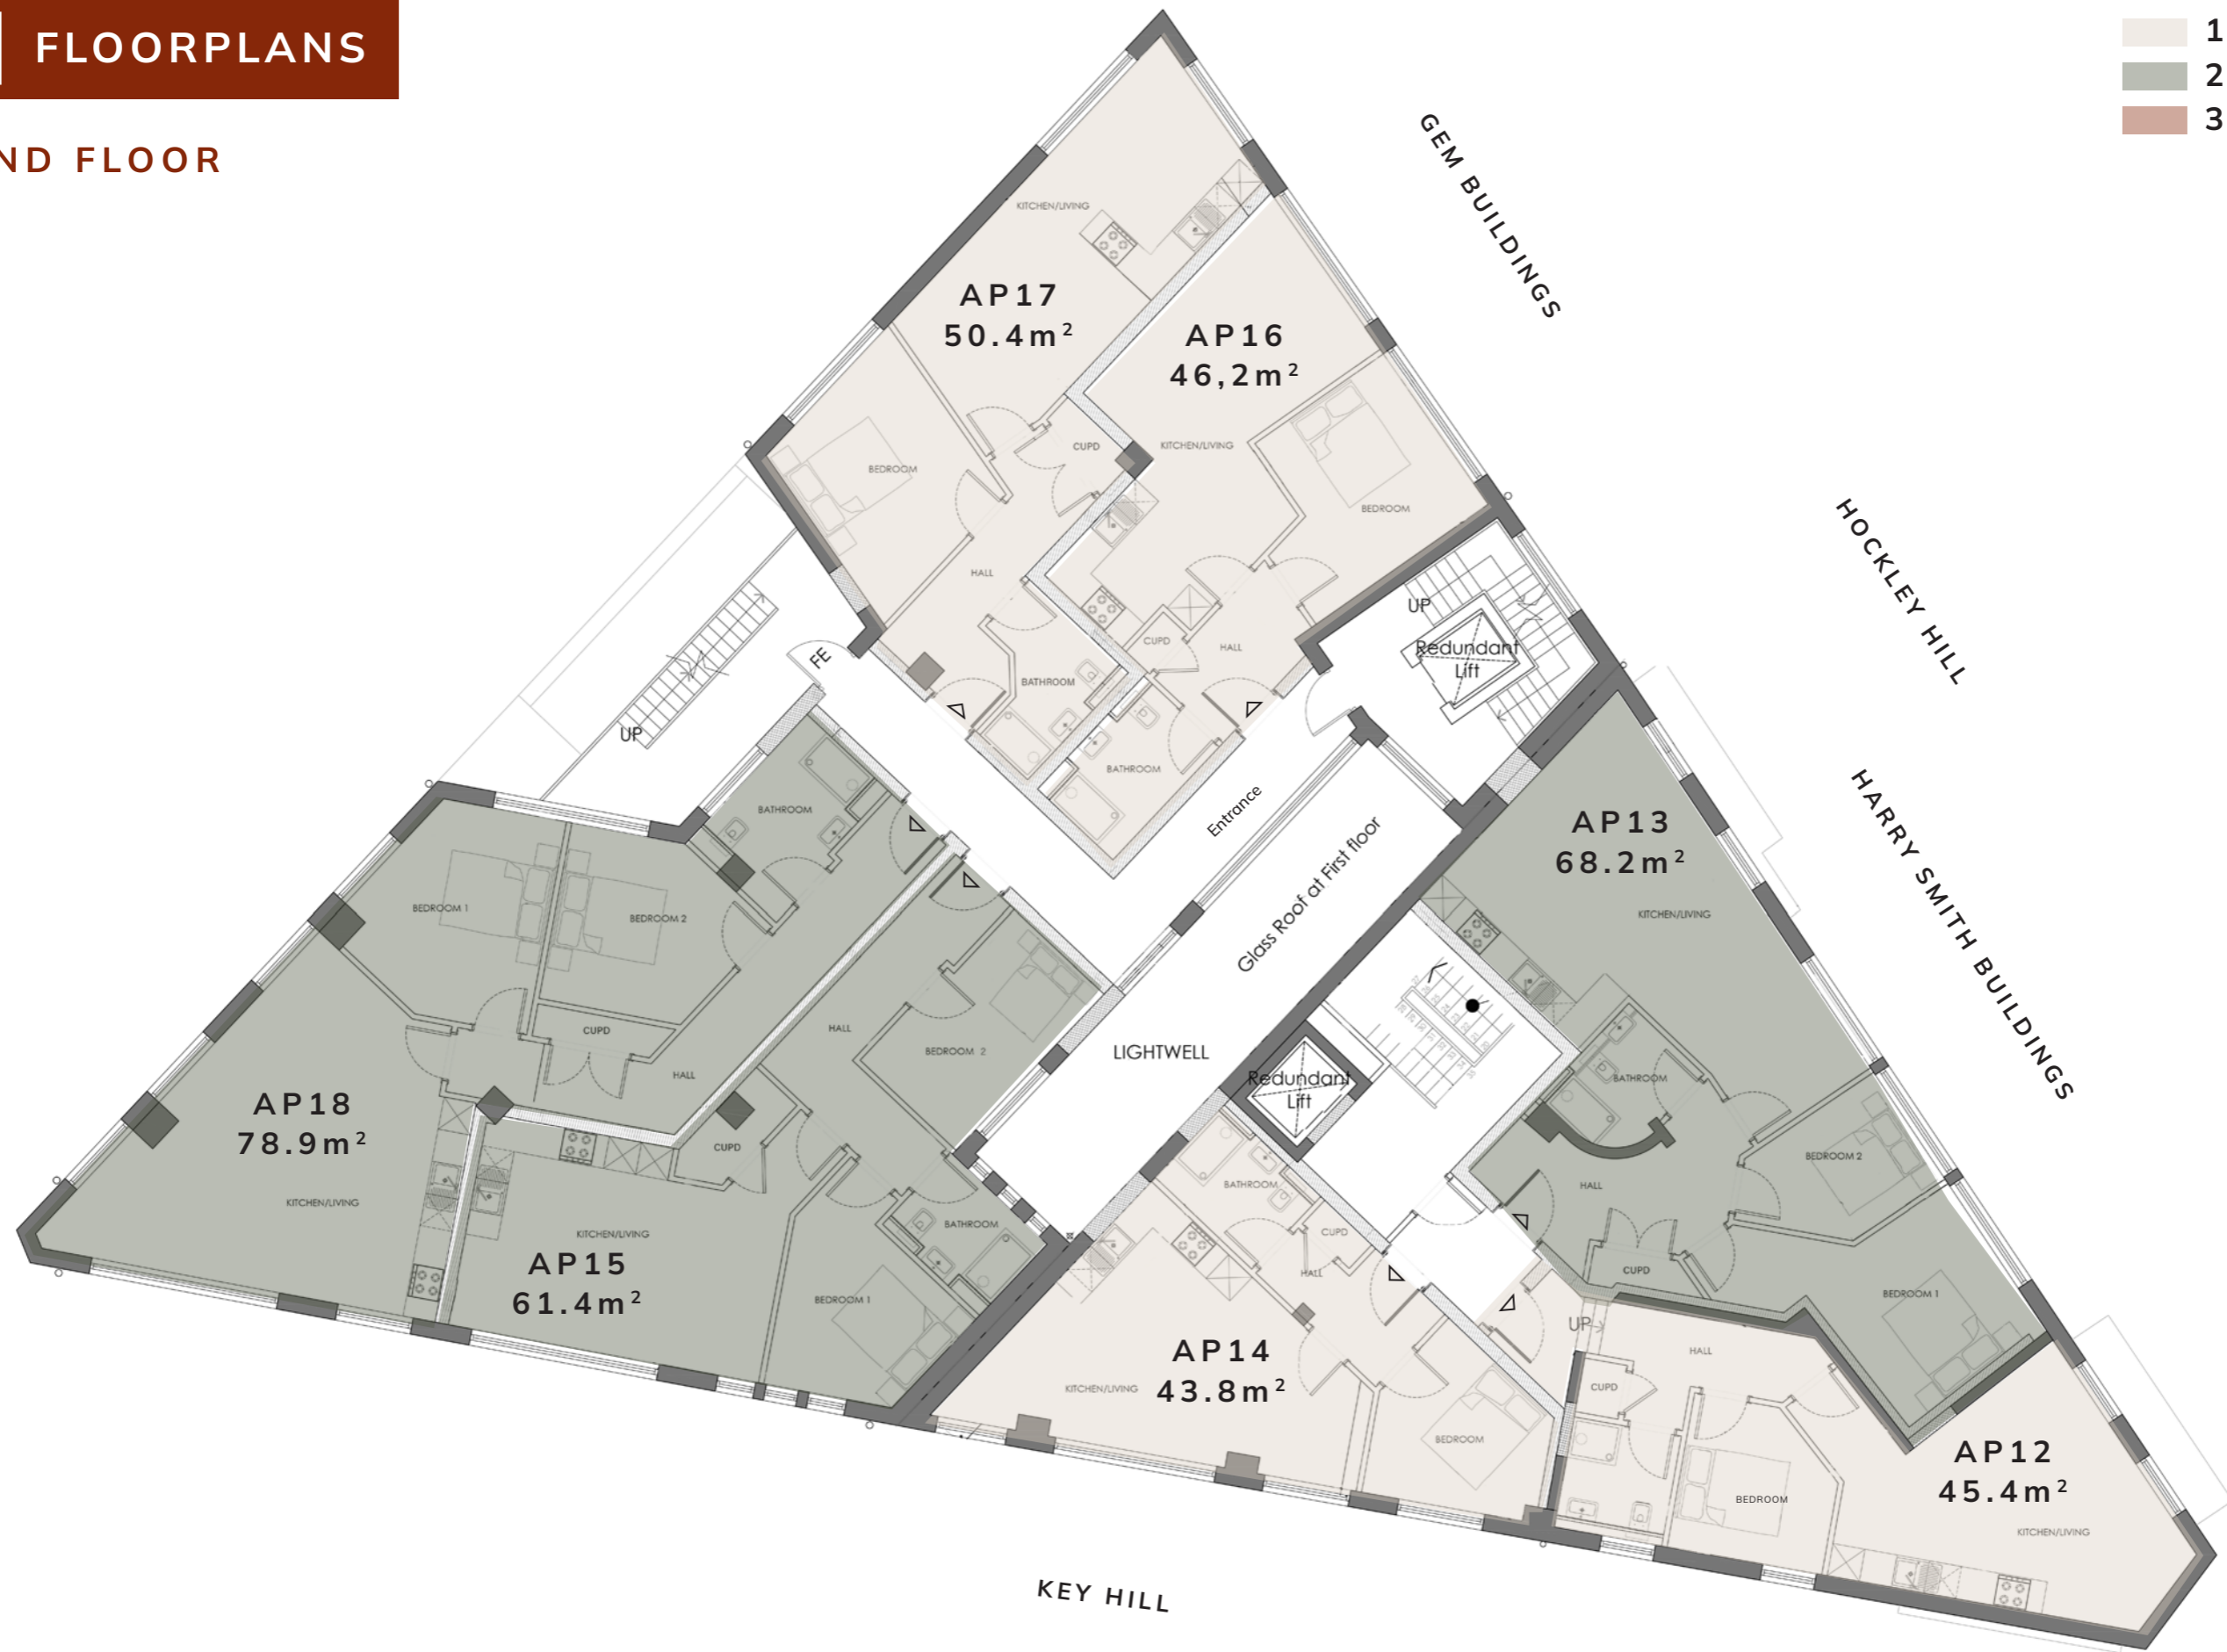 FLOORPLANS
ND FLOOR
1
2
3
GEM BUILDINGS
HOCKLEY HILL
HARRY SMITH BUILDINGS
KEY HILL
KITCHEN/LIVING
AP17
50.4m²
BEDROOM
CUPD
HALL
BATHROOM
AP16
46,2m²
KITCHEN/LIVING
BEDROOM
CUPD
HALL
BATHROOM
UP
Redundant
Lift
FE
UP
Entrance
Glass Roof at First floor
LIGHTWELL
AP13
68.2m²
KITCHEN/LIVING
BATHROOM
BEDROOM 2
HALL
CUPD
BEDROOM 1
Redundant
Lift
BATHROOM
BEDROOM 1
BEDROOM 2
CUPD
HALL
AP18
78.9m²
KITCHEN/LIVING
HALL
BEDROOM 2
CUPD
KITCHEN/LIVING
AP15
61.4m²
BATHROOM
BEDROOM 1
BATHROOM
CUPD
HALL
AP14
43.8m²
KITCHEN/LIVING
BEDROOM
UP
HALL
CUPD
BEDROOM
AP12
45.4m²
KITCHEN/LIVING